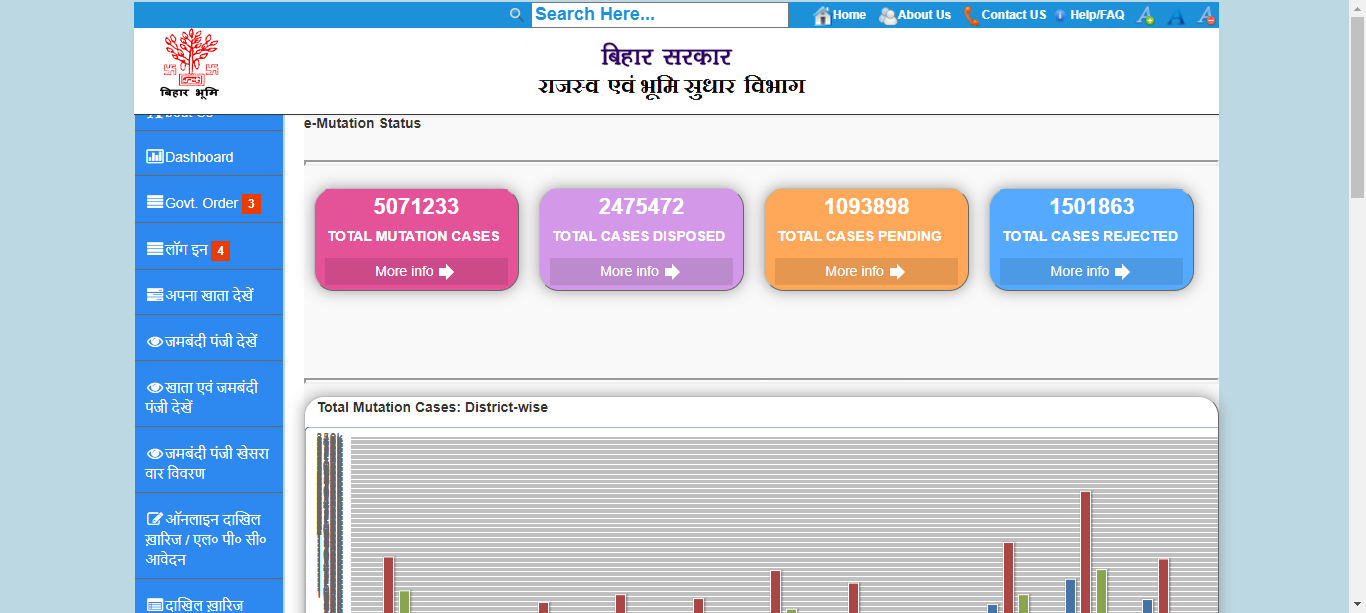 Search Here...
Home
About Us
Contact US
Help/FAQ
A
A
A
बिहार भूमि
बिहार सरकार
राजस्व एवं भूमि सुधार विभाग
About Us
Dashboard
Govt. Order 3
लॉग इन 4
अपना खाता देखें
जमबंदी पंजी देखें
खाता एवं जमबंदी
पंजी देखें
जमबंदी पंजी खेसरा
वार विवरण
ऑनलाइन दाखिल
ख़ारिज / एल० पी० सी०
आवेदन
दाखिल ख़ारिज
e-Mutation Status
5071233
TOTAL MUTATION CASES
More info
2475472
TOTAL CASES DISPOSED
More info
1093898
TOTAL CASES PENDING
More info
1501863
TOTAL CASES REJECTED
More info
Total Mutation Cases: District-wise